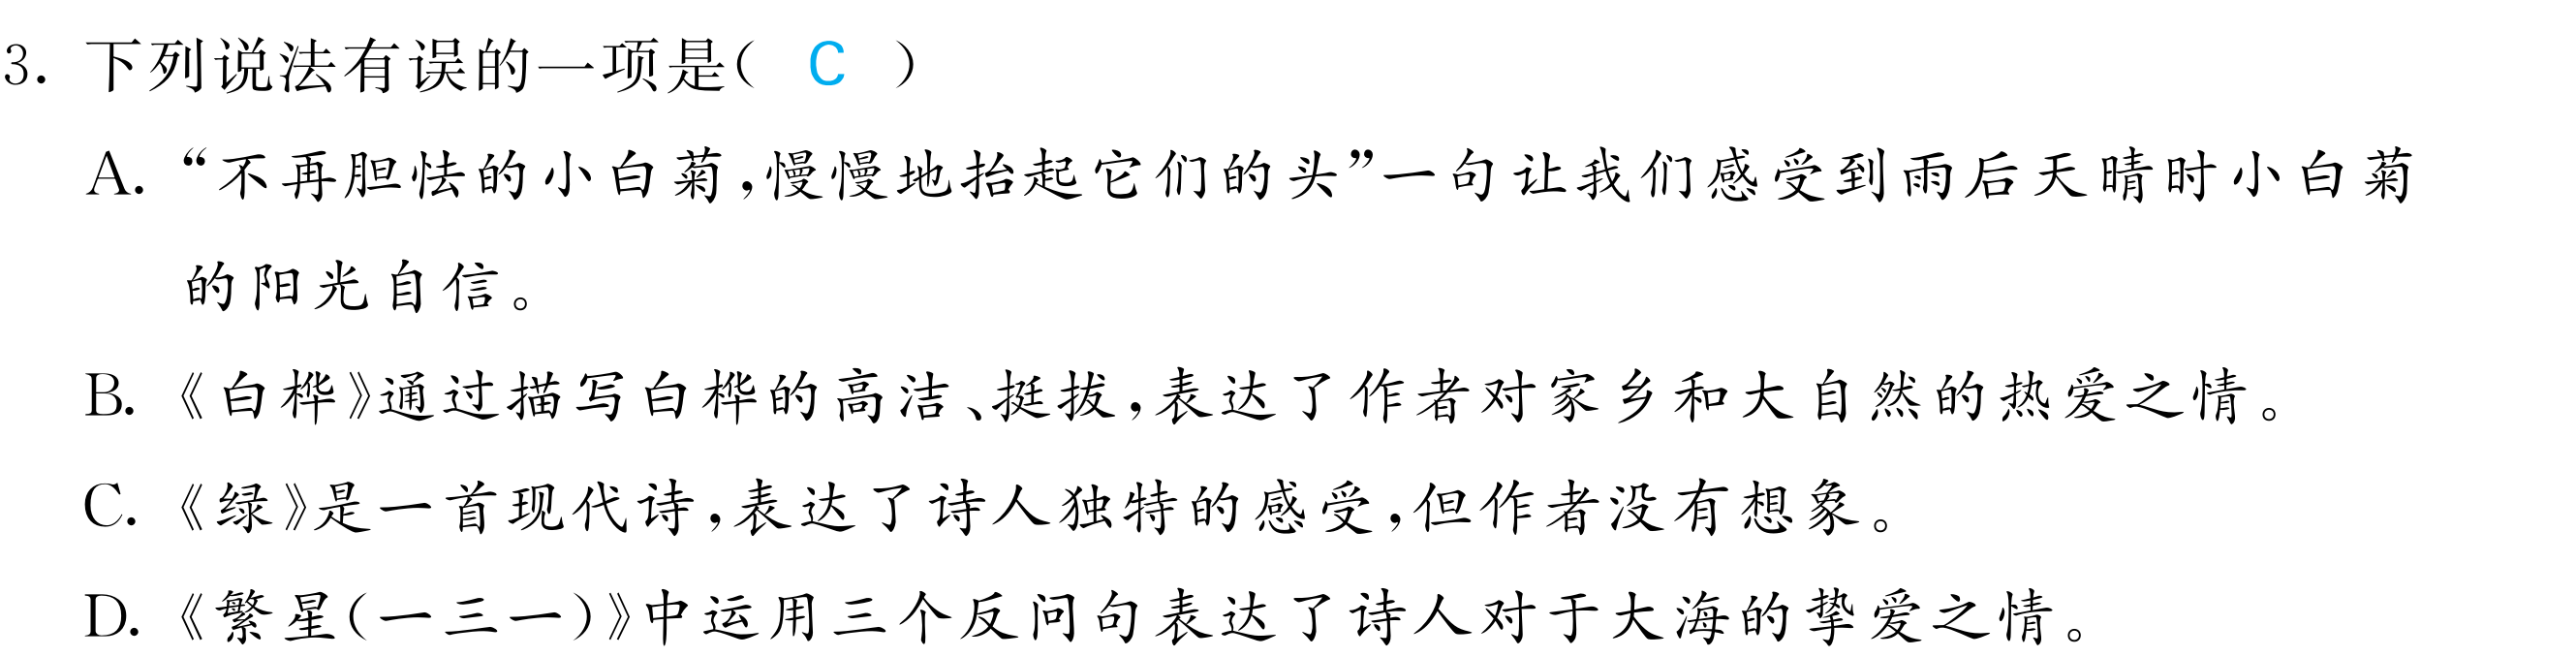 3. 下列说法有误的一项是( C )
A. “不再胆怯的小白菊,慢慢地抬起它们的头”一句让我们感受到雨后天晴时小白菊
的阳光自信。
B. 《白桦》通过描写白桦的高洁、挺拔,表达了作者对家乡和大自然的热爱之情。
C. 《绿》是一首现代诗,表达了诗人独特的感受,但作者没有想象。
D. 《繁星(一三一)》中运用三个反问句表达了诗人对于大海的挚爱之情。